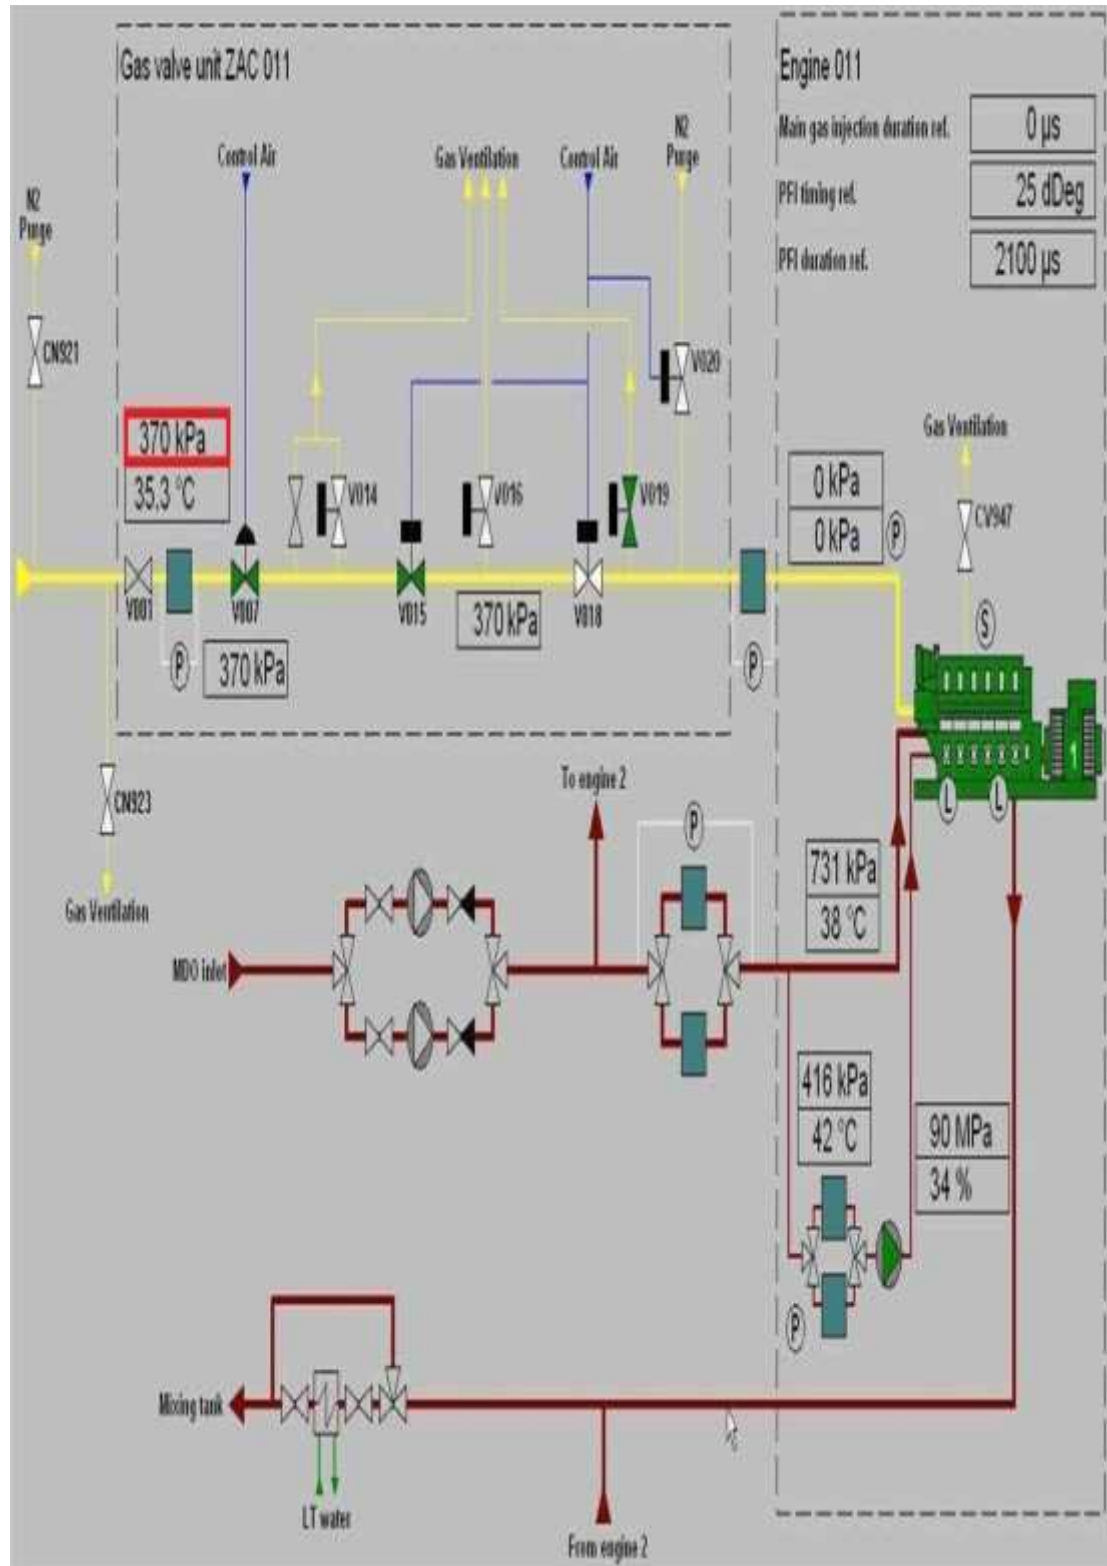 Gas valve unit ZAC 011
Engine 011
Main gas injection duration ref.
0 µs
PFI timing ref.
25 dDeg
PFI duration ref.
2100 µs
N2
Purge
Control Air
Gas Ventilation
Control Air
N2
Purge
CN921
V020
370 kPa
35.3 °C
V014
V016
V019
0 kPa
0 kPa
P
Gas Ventilation
CV947
V001
V007
V015
V018
370 kPa
370 kPa
P
P
S
1
L
L
CN923
Gas Ventilation
To engine 2
P
731 kPa
38 °C
MDO inlet
416 kPa
42 °C
90 MPa
34 %
P
Mixing tank
LT water
From engine 2